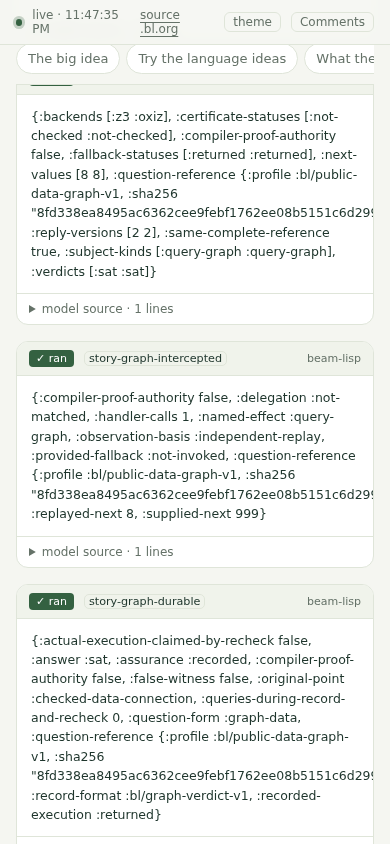 live · 11:47:35 PM
source .bl.org
theme
Comments
The big idea
Try the language ideas
What the
{:backends [:z3 :oxiz], :certificate-statuses [:not-
checked :not-checked], :compiler-proof-authority
false, :fallback-statuses [:returned :returned], :next-
values [8 8], :question-reference {:profile :bl/public-
data-graph-v1, :sha256
"8fd338ea8495ac6362cee9febf1762ee08b5151c6d299
:reply-versions [2 2], :same-complete-reference
true, :subject-kinds [:query-graph :query-graph],
:verdicts [:sat :sat]}
▶ model source · 1 lines
✓ ran story-graph-intercepted beam-lisp
{:compiler-proof-authority false, :delegation :not-
matched, :handler-calls 1, :named-effect :query-
graph, :observation-basis :independent-replay,
:provided-fallback :not-invoked, :question-reference
{:profile :bl/public-data-graph-v1, :sha256
"8fd338ea8495ac6362cee9febf1762ee08b5151c6d299
:replayed-next 8, :supplied-next 999}
▶ model source · 1 lines
✓ ran story-graph-durable beam-lisp
{:actual-execution-claimed-by-recheck false,
:answer :sat, :assurance :recorded, :compiler-proof-
authority false, :false-witness false, :original-point
:checked-data-connection, :queries-during-record-
and-recheck 0, :question-form :graph-data,
:question-reference {:profile :bl/public-data-graph-
v1, :sha256
"8fd338ea8495ac6362cee9febf1762ee08b5151c6d299
:record-format :bl/graph-verdict-v1, :recorded-
execution :returned}